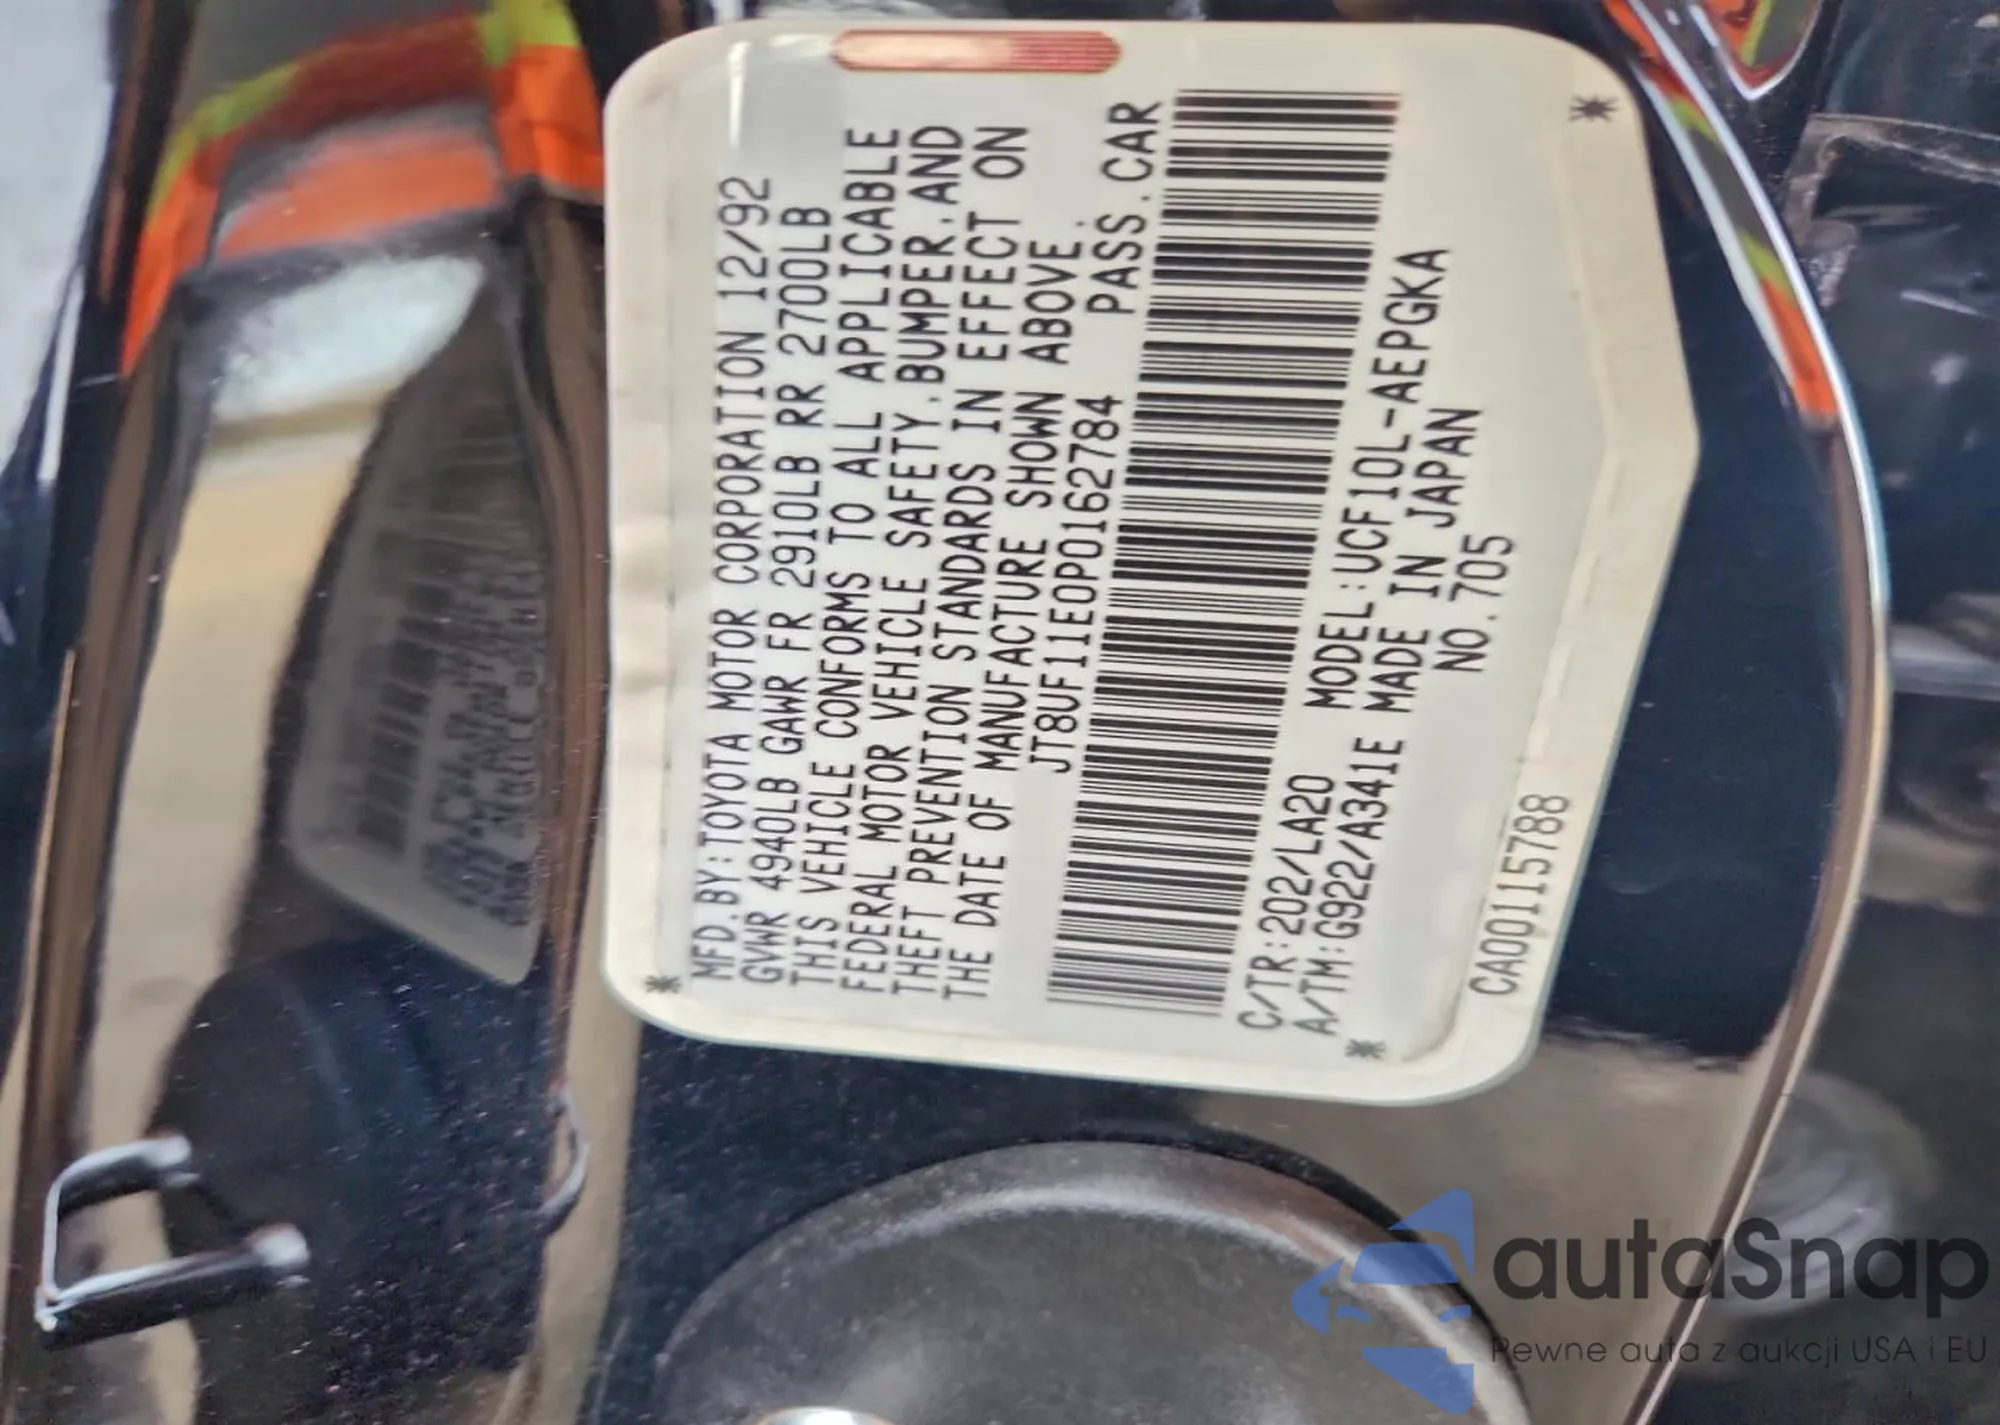 MFD.BY:TOYOTA MOTOR CORPORATION 12/92
GVWR 4940LB GAWR FR 2910LB RR 2700LB
THIS VEHICLE CONFORMS TO ALL APPLICABLE
FEDERAL MOTOR VEHICLE SAFETY,BUMPER,AND
THEFT PREVENTION STANDARDS IN EFFECT ON
THE DATE OF MANUFACTURE SHOWN ABOVE.
JT8UF11E0P0162784 PASS.CAR
C/TR:202/LA20 MODEL:UCF10L-AEPGKA
A/TM:G922/A341E MADE IN JAPAN
NO.705
CA00115788
autaSnap
Pewne auta z aukcji USA i EU